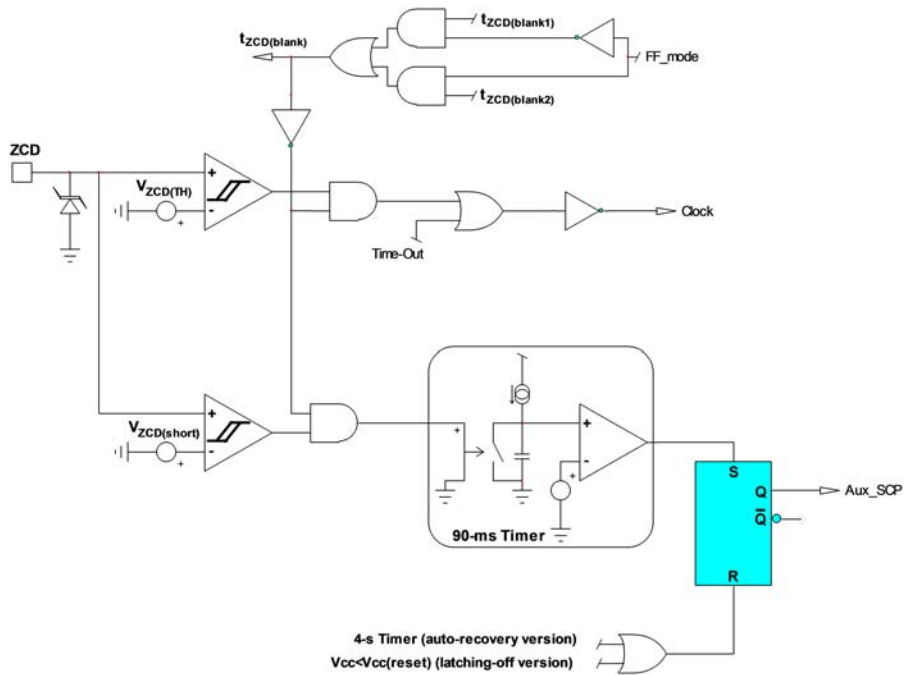 tZCD(blank1)
tZCD(blank)
FF_mode
tZCD(blank2)
ZCD
VZCD(TH)
+
-
+
Clock
Time-Out
VZCD(short)
+
-
+
+
+
-
+
S
Q
Aux_SCP
Q̅
90-ms Timer
R
4-s Timer (auto-recovery version)
Vcc<Vcc(reset) (latching-off version)